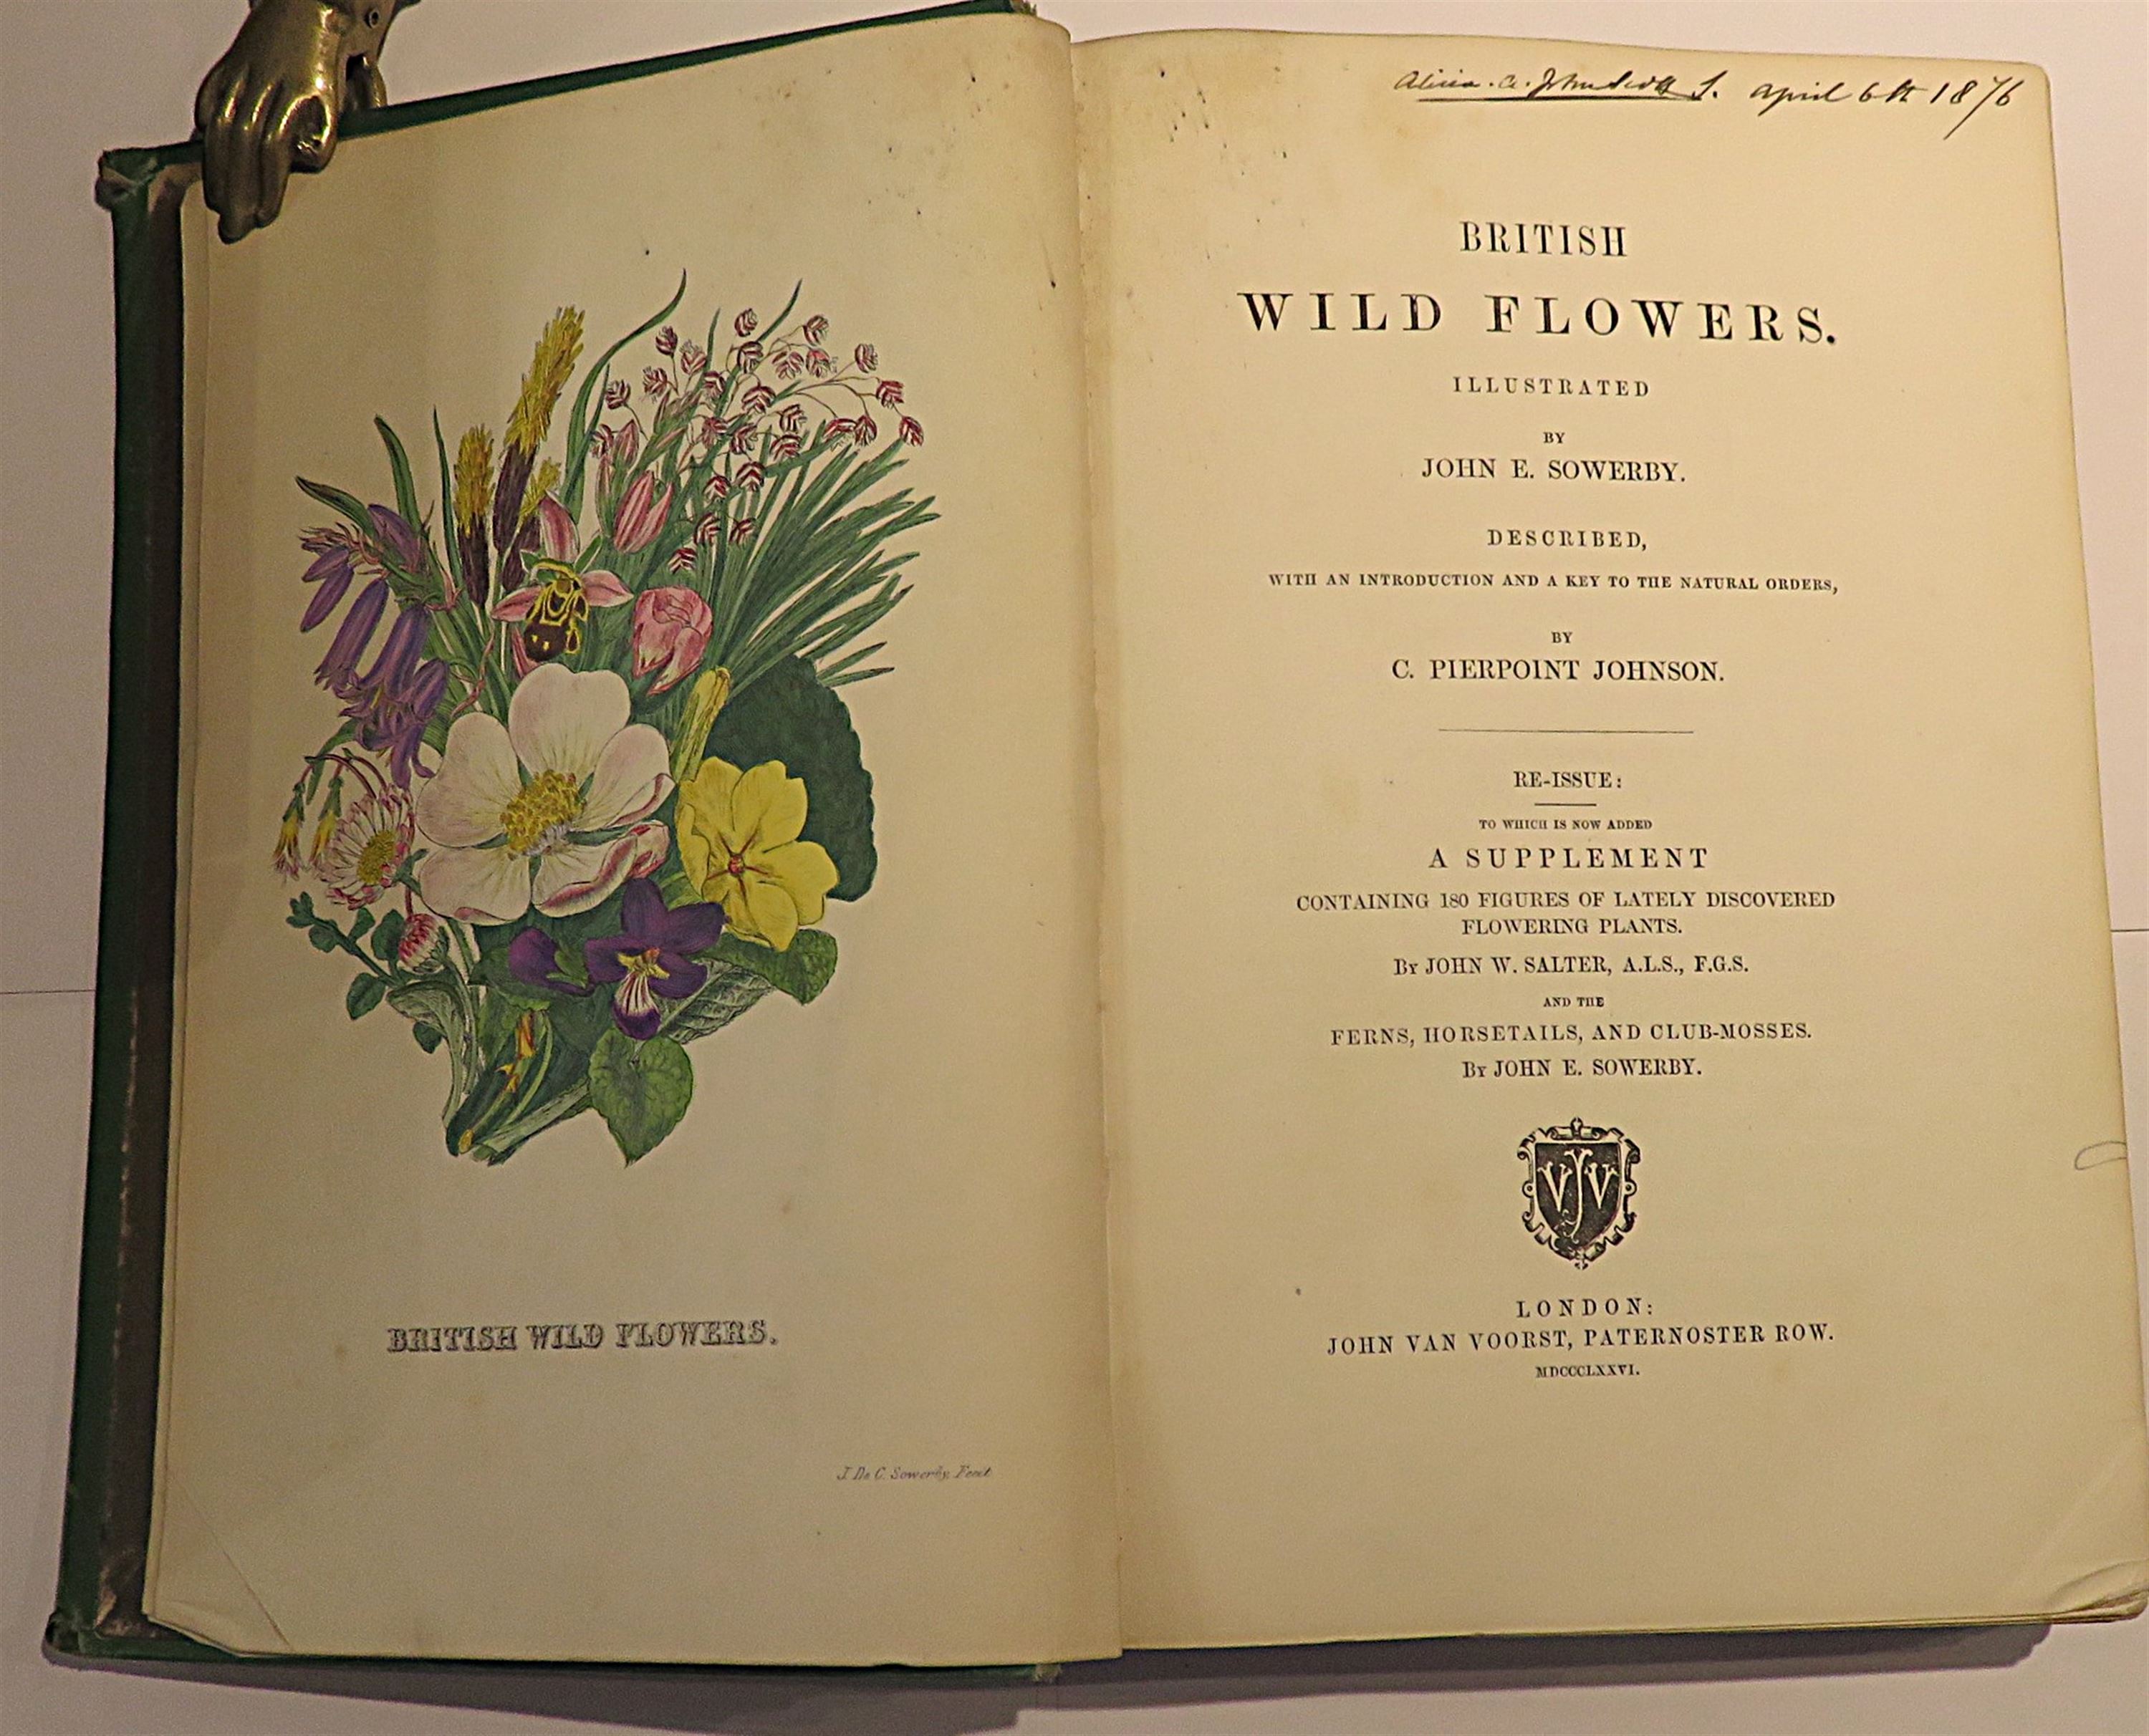 BRITISH WILD FLOWERS.
J. De C. Sowerby, Fecit
April 6th 1876
BRITISH
WILD FLOWERS.
ILLUSTRATED
BY
JOHN E. SOWERBY.
DESCRIBED,
WITH AN INTRODUCTION AND A KEY TO THE NATURAL ORDERS,
BY
C. PIERPOINT JOHNSON.
RE-ISSUE:
TO WHICH IS NOW ADDED
A SUPPLEMENT
CONTAINING 180 FIGURES OF LATELY DISCOVERED
FLOWERING PLANTS.
By JOHN W. SALTER, A.L.S., F.G.S.
AND THE
FERNS, HORSETAILS, AND CLUB-MOSSES.
By JOHN E. SOWERBY.
VJV
LONDON:
JOHN VAN VOORST, PATERNOSTER ROW.
MDCCCLXXVI.